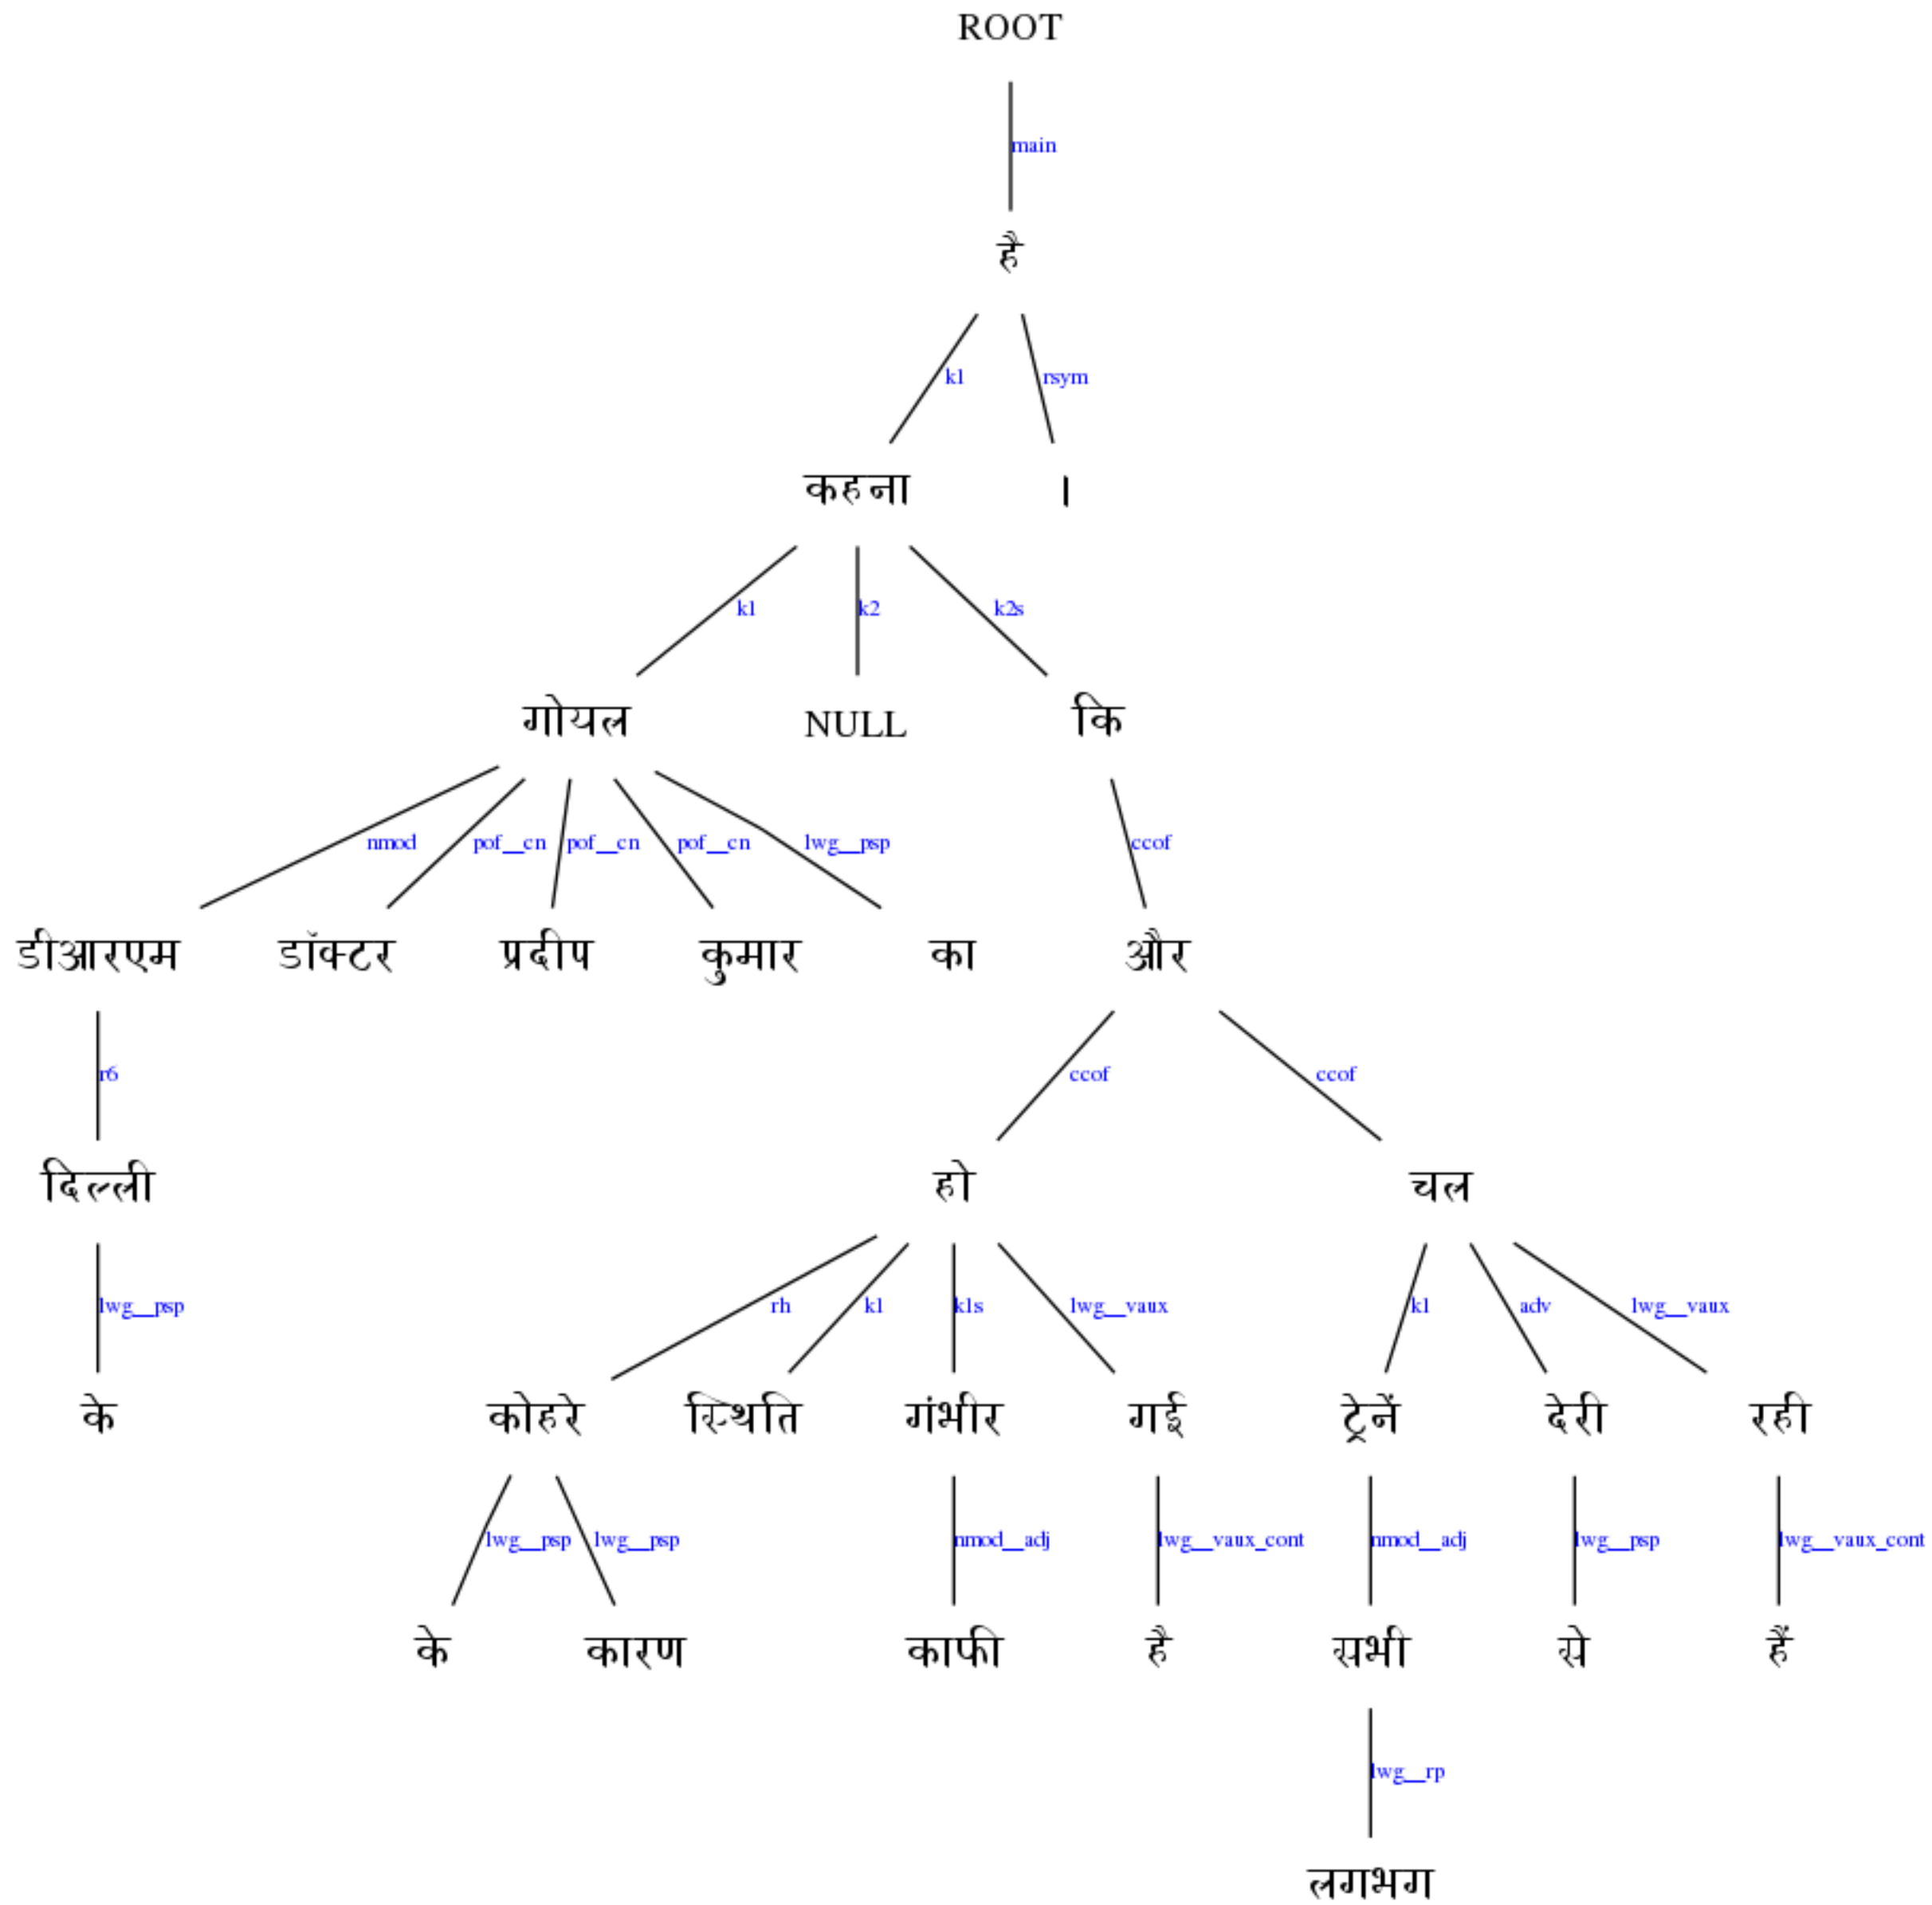 ROOT
main
है
k1 rsym
कहना ।
k1 k2 k2s
गोयल NULL कि
nmod pof__cn pof__cn pof__cn lwg__psp ccof
डीआरएम डॉक्टर प्रदीप कुमार का और
r6 ccof ccof
दिल्ली हो चल
lwg__psp rh k1 k1s lwg__vaux k1 adv lwg__vaux
के कोहरे स्थिति गंभीर गई ट्रेनें देरी रही
lwg__psp lwg__psp nmod__adj lwg__vaux_cont nmod__adj lwg__psp lwg__vaux_cont
के कारण काफी है सभी से हैं
lwg__rp
लगभग